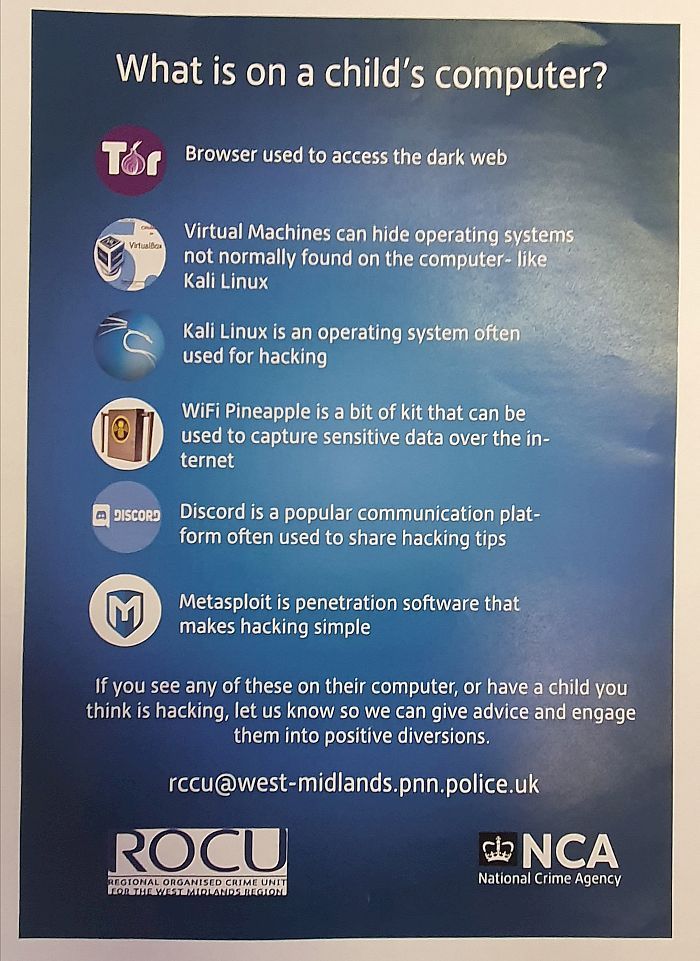 What is on a child's computer?
Tor
Browser used to access the dark web
VirtualBox
Virtual Machines can hide operating systems
not normally found on the computer- like
Kali Linux
Kali Linux is an operating system often
used for hacking
WiFi Pineapple is a bit of kit that can be
used to capture sensitive data over the in-
ternet
DISCORD
Discord is a popular communication plat-
form often used to share hacking tips
M
Metasploit is penetration software that
makes hacking simple
If you see any of these on their computer, or have a child you
think is hacking, let us know so we can give advice and engage
them into positive diversions.
rccu@west-midlands.pnn.police.uk
ROCU
REGIONAL ORGANISED CRIME UNIT
FOR THE WEST MIDLANDS REGION
NCA
National Crime Agency